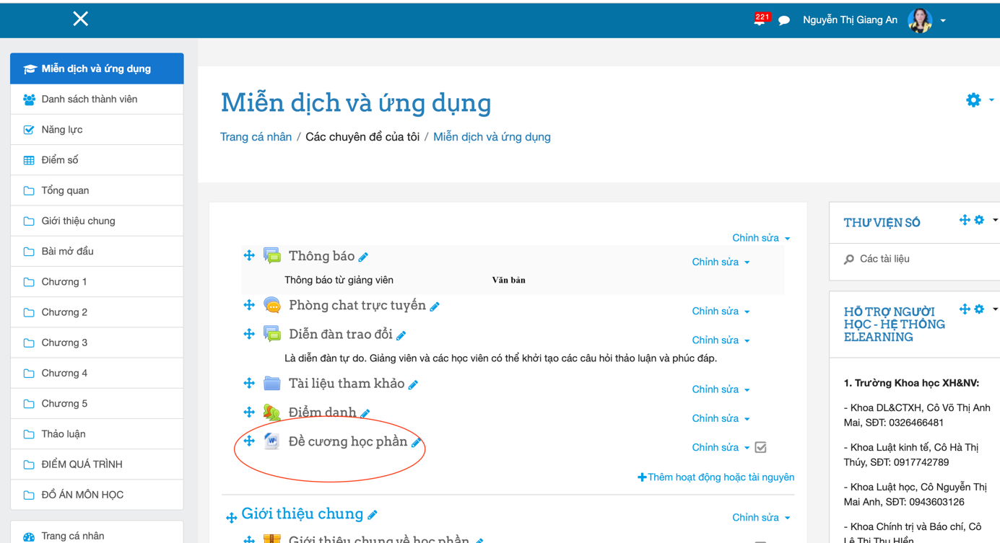 221
Nguyễn Thị Giang An
Miễn dịch và ứng dụng
Danh sách thành viên
Năng lực
Điểm số
Tổng quan
Giới thiệu chung
Bài mở đầu
Chương 1
Chương 2
Chương 3
Chương 4
Chương 5
Thảo luận
ĐIỂM QUÁ TRÌNH
ĐỒ ÁN MÔN HỌC
Trang cá nhân
Miễn dịch và ứng dụng
Trang cá nhân / Các chuyên đề của tôi / Miễn dịch và ứng dụng
Chỉnh sửa
Thông báo
Chỉnh sửa
Thông báo từ giảng viên
Văn bản
Phòng chat trực tuyến
Chỉnh sửa
Diễn đàn trao đổi
Chỉnh sửa
Là diễn đàn tự do. Giảng viên và các học viên có thể khởi tạo các câu hỏi thảo luận và phúc đáp.
Tài liệu tham khảo
Chỉnh sửa
Điểm danh
Chỉnh sửa
Đề cương học phần
Chỉnh sửa
Thêm hoạt động hoặc tài nguyên
Giới thiệu chung
Chỉnh sửa
Giới thiệu chung về học phần
THƯ VIỆN SỐ
Các tài liệu
HỖ TRỢ NGƯỜI
HỌC - HỆ THỐNG
ELEARNING
1. Trường Khoa học XH&NV:
- Khoa DL&CTXH, Cô Võ Thị Anh
Mai, SĐT: 0326466481
- Khoa Luật kinh tế, Cô Hà Thị
Thúy, SĐT: 0917742789
- Khoa Luật học, Cô Nguyễn Thị
Mai Anh, SĐT: 0943603126
- Khoa Chính trị và Báo chí, Cô
Lê Thị Thu HIền